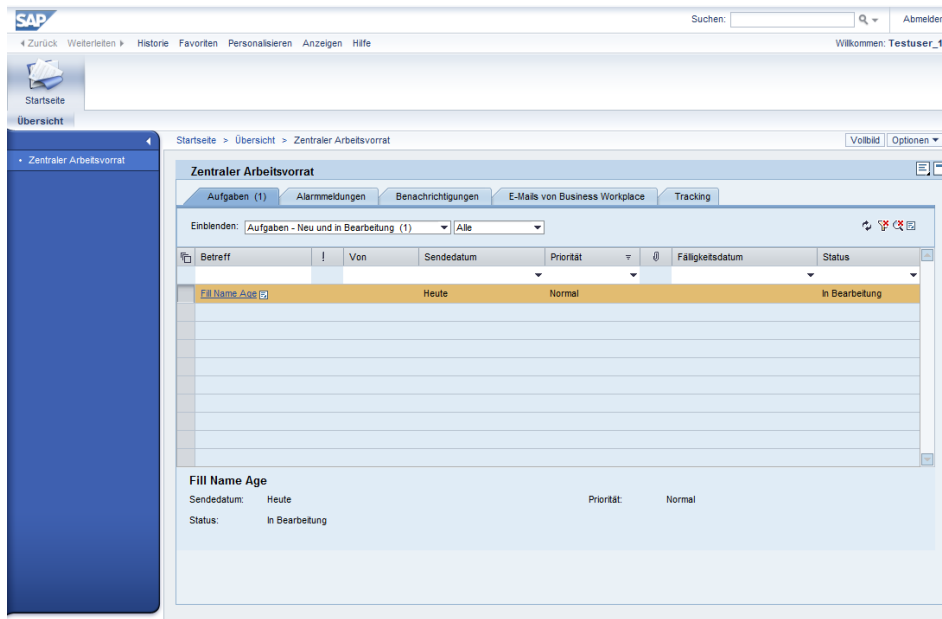 SAP Suchen: Abmelden
Zurück Weiterleiten Historie Favoriten Personalisieren Anzeigen Hilfe Willkommen: Testuser_1
Startseite
Übersicht
Startseite > Übersicht > Zentraler Arbeitsvorrat Vollbild Optionen
• Zentraler Arbeitsvorrat
Zentraler Arbeitsvorrat
Aufgaben (1) Alarmmeldungen Benachrichtigungen E-Mails von Business Workplace Tracking
Einblenden: Aufgaben - Neu und in Bearbeitung (1) Alle
Betreff ! Von Sendedatum Priorität Fälligkeitsdatum Status
Fill Name Age Heute Normal In Bearbeitung
Fill Name Age
Sendedatum: Heute Priorität: Normal
Status: In Bearbeitung